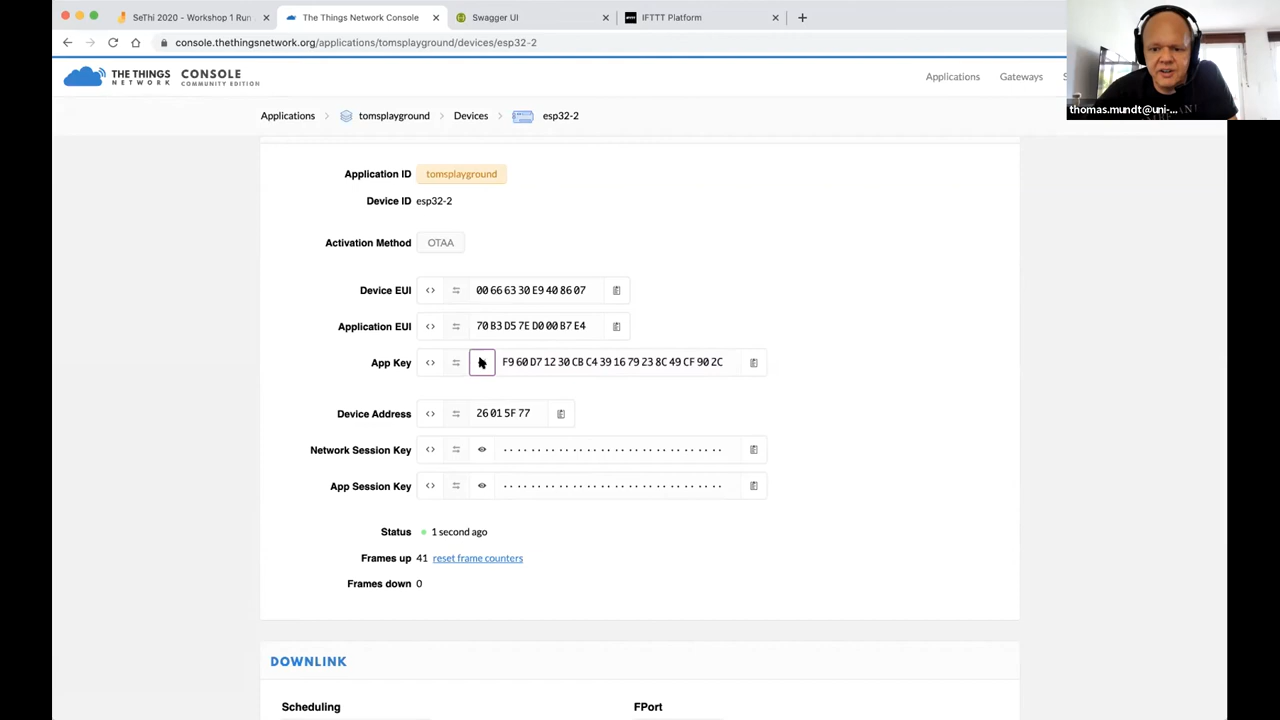 SeThi 2020 - Workshop 1 Run
The Things Network Console
Swagger UI
IFTTT Platform
console.thethingsnetwork.org/applications/tomsplayground/devices/esp32-2
THE THINGS NETWORK
CONSOLE
COMMUNITY EDITION
Applications
Gateways
thomas.mundt@uni-...
Applications > tomsplayground > Devices > esp32-2
Application ID tomsplayground
Device ID esp32-2
Activation Method OTAA
Device EUI <> 00 66 63 30 E9 40 86 07
Application EUI <> 70 B3 D5 7E D0 00 B7 E4
App Key <> F9 60 D7 12 30 CB C4 39 16 79 23 8C 49 CF 90 2C
Device Address <> 26 01 5F 77
Network Session Key <> ................................
App Session Key <> ................................
Status 1 second ago
Frames up 41 reset frame counters
Frames down 0
DOWNLINK
Scheduling
FPort